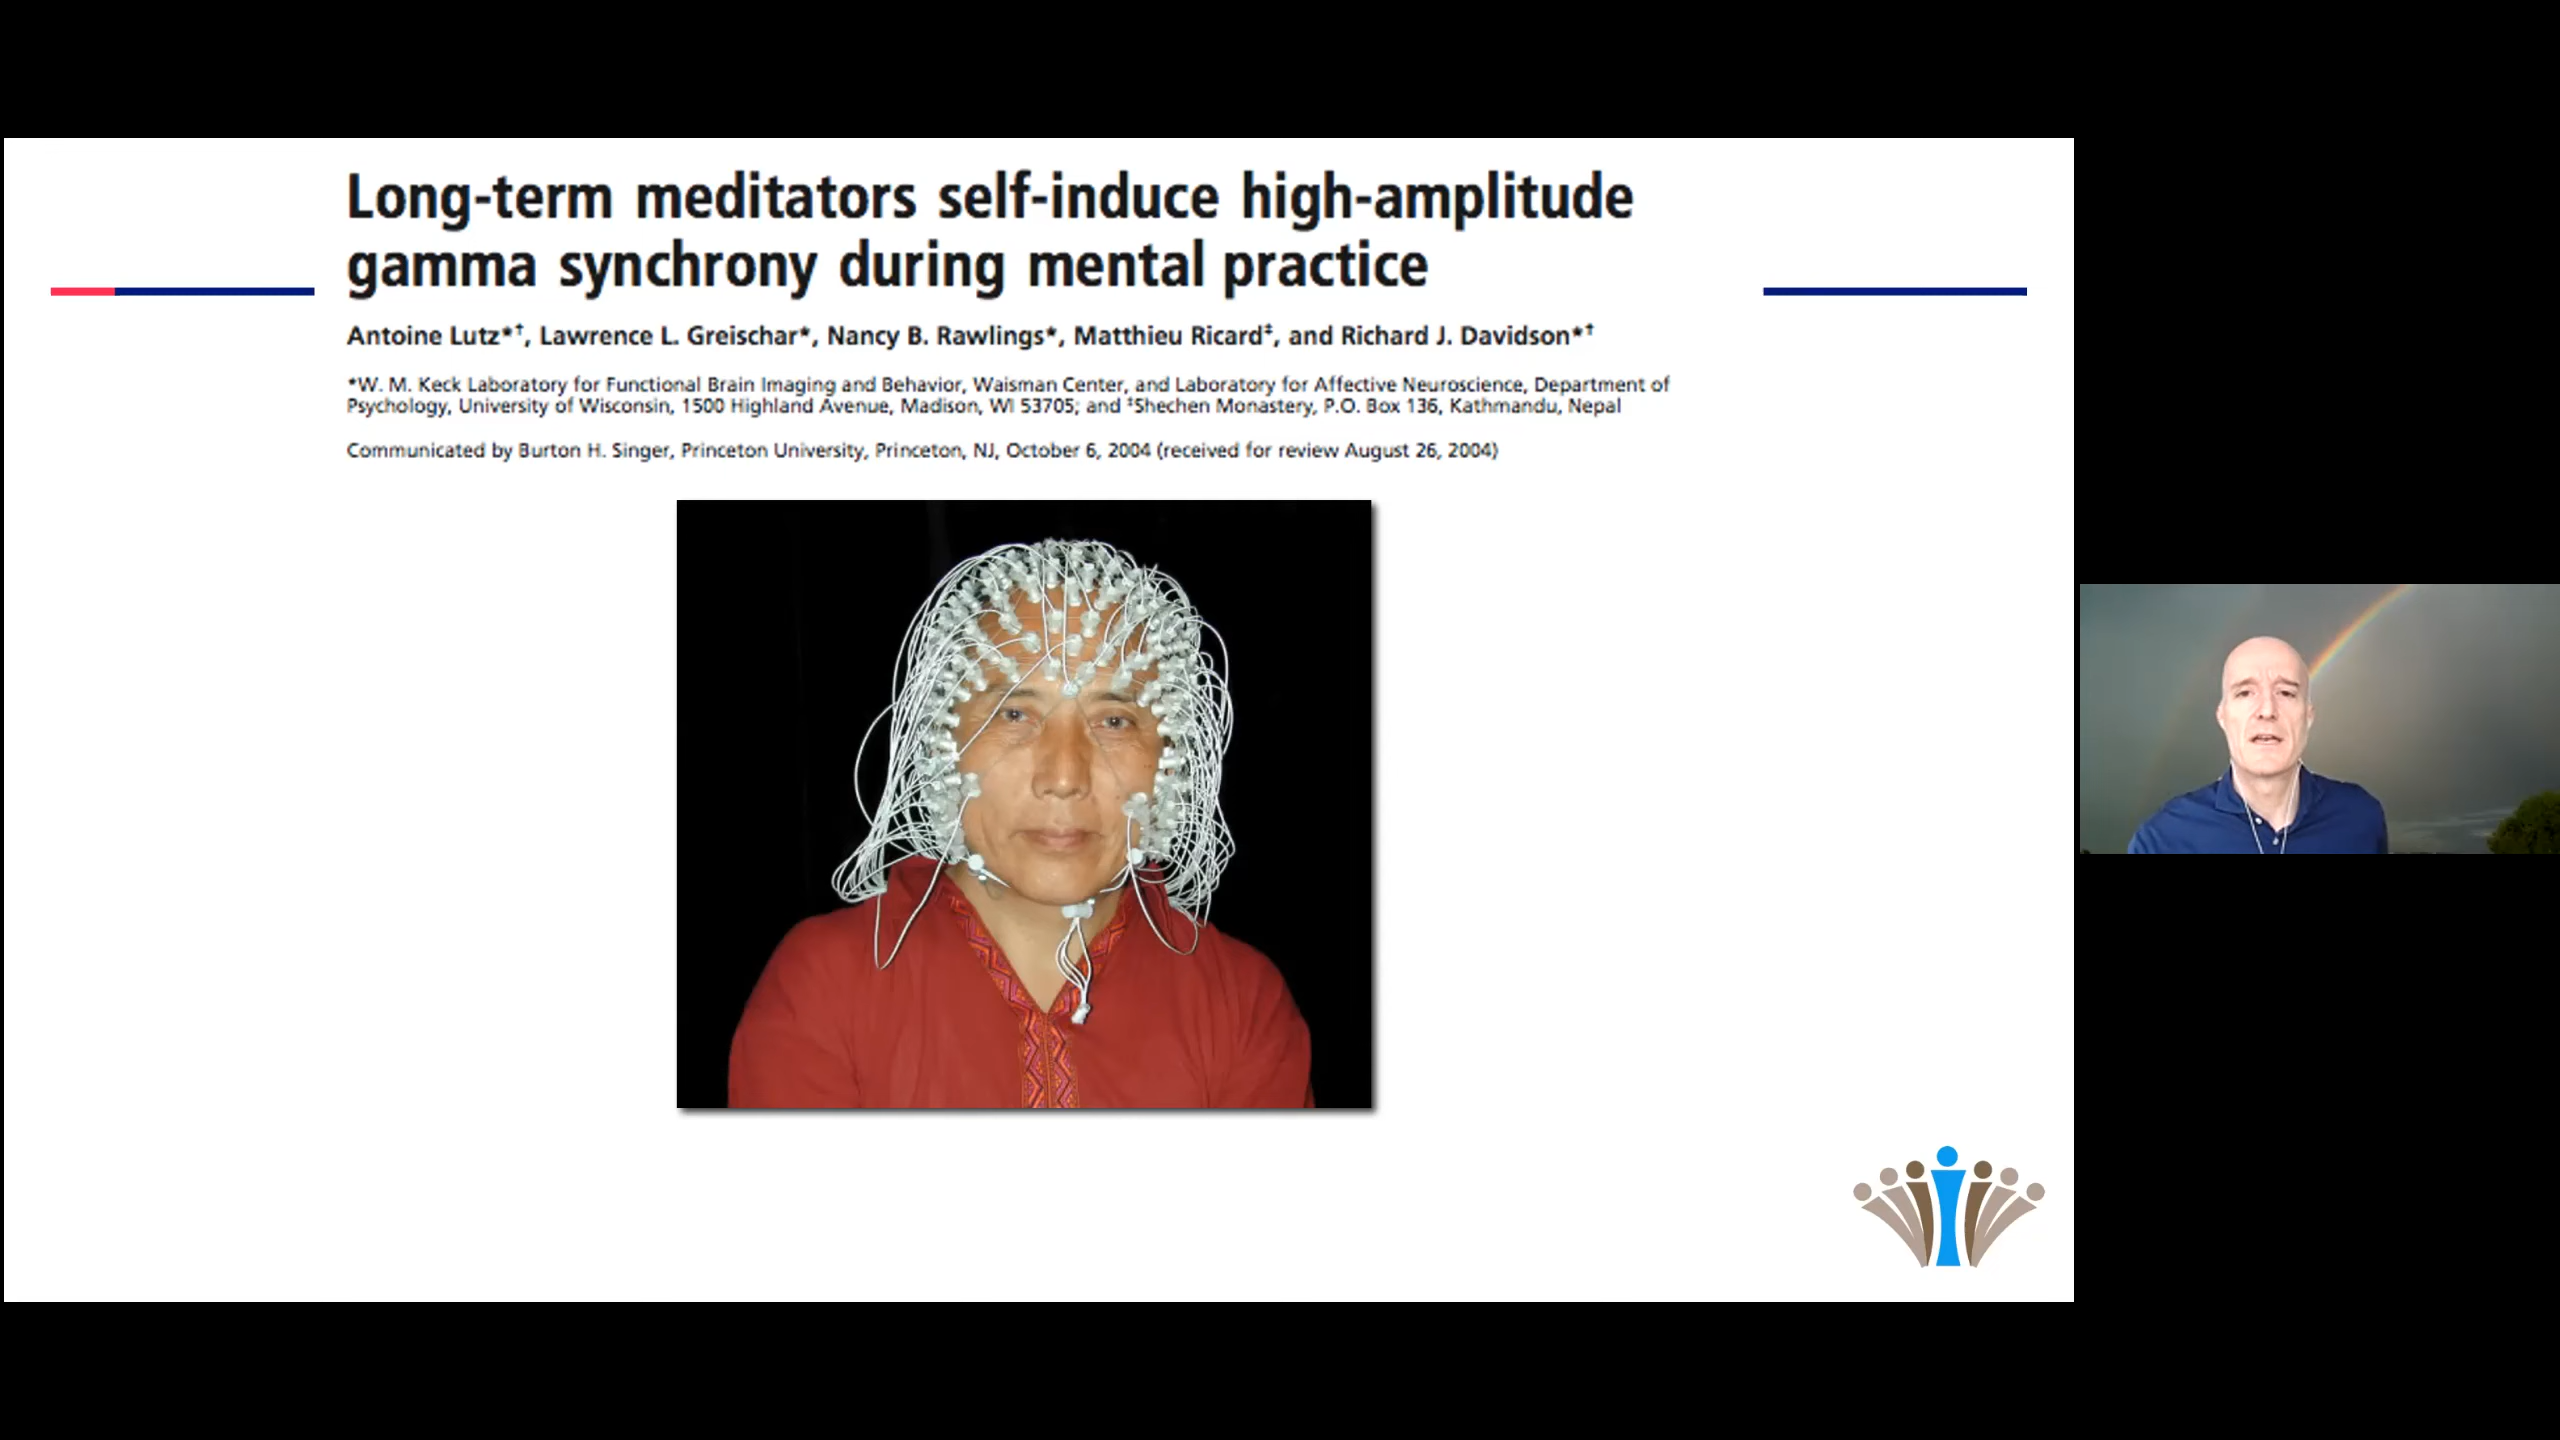 Long-term meditators self-induce high-amplitude
gamma synchrony during mental practice
Antoine Lutz*†, Lawrence L. Greischar*, Nancy B. Rawlings*, Matthieu Ricard‡, and Richard J. Davidson*†
*W. M. Keck Laboratory for Functional Brain Imaging and Behavior, Waisman Center, and Laboratory for Affective Neuroscience, Department of
Psychology, University of Wisconsin, 1500 Highland Avenue, Madison, WI 53705; and ‡Shechen Monastery, P.O. Box 136, Kathmandu, Nepal
Communicated by Burton H. Singer, Princeton University, Princeton, NJ, October 6, 2004 (received for review August 26, 2004)